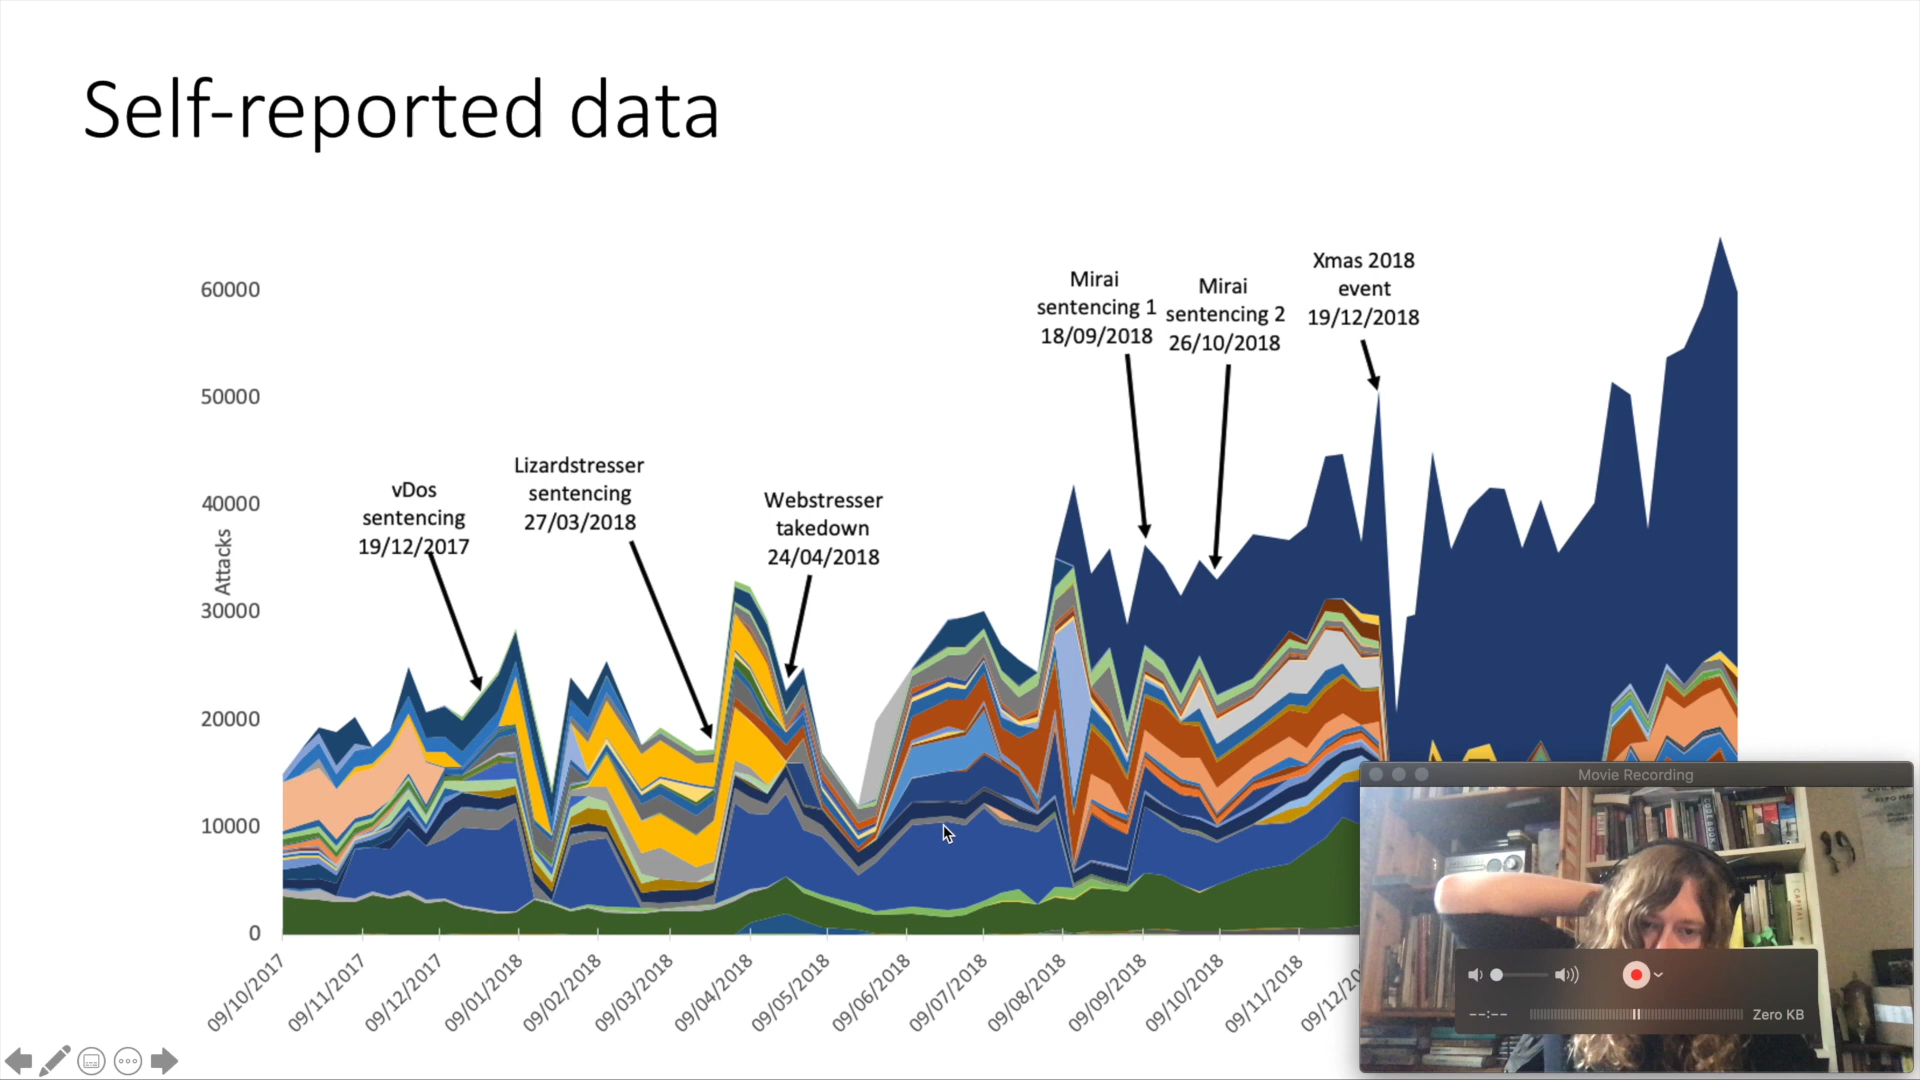 Self-reported data
60000
50000
40000
30000
20000
10000
0
Attacks
vDos
sentencing
19/12/2017
Lizardstresser
sentencing
27/03/2018
Webstresser
takedown
24/04/2018
Mirai
sentencing 1
18/09/2018
Mirai
sentencing 2
26/10/2018
Xmas 2018
event
19/12/2018
09/10/2017
09/11/2017
09/12/2017
09/01/2018
09/02/2018
09/03/2018
09/04/2018
09/05/2018
09/06/2018
09/07/2018
09/08/2018
09/09/2018
09/10/2018
09/11/2018
09/12/20
Movie Recording
CAPITAL
--:--
Zero KB